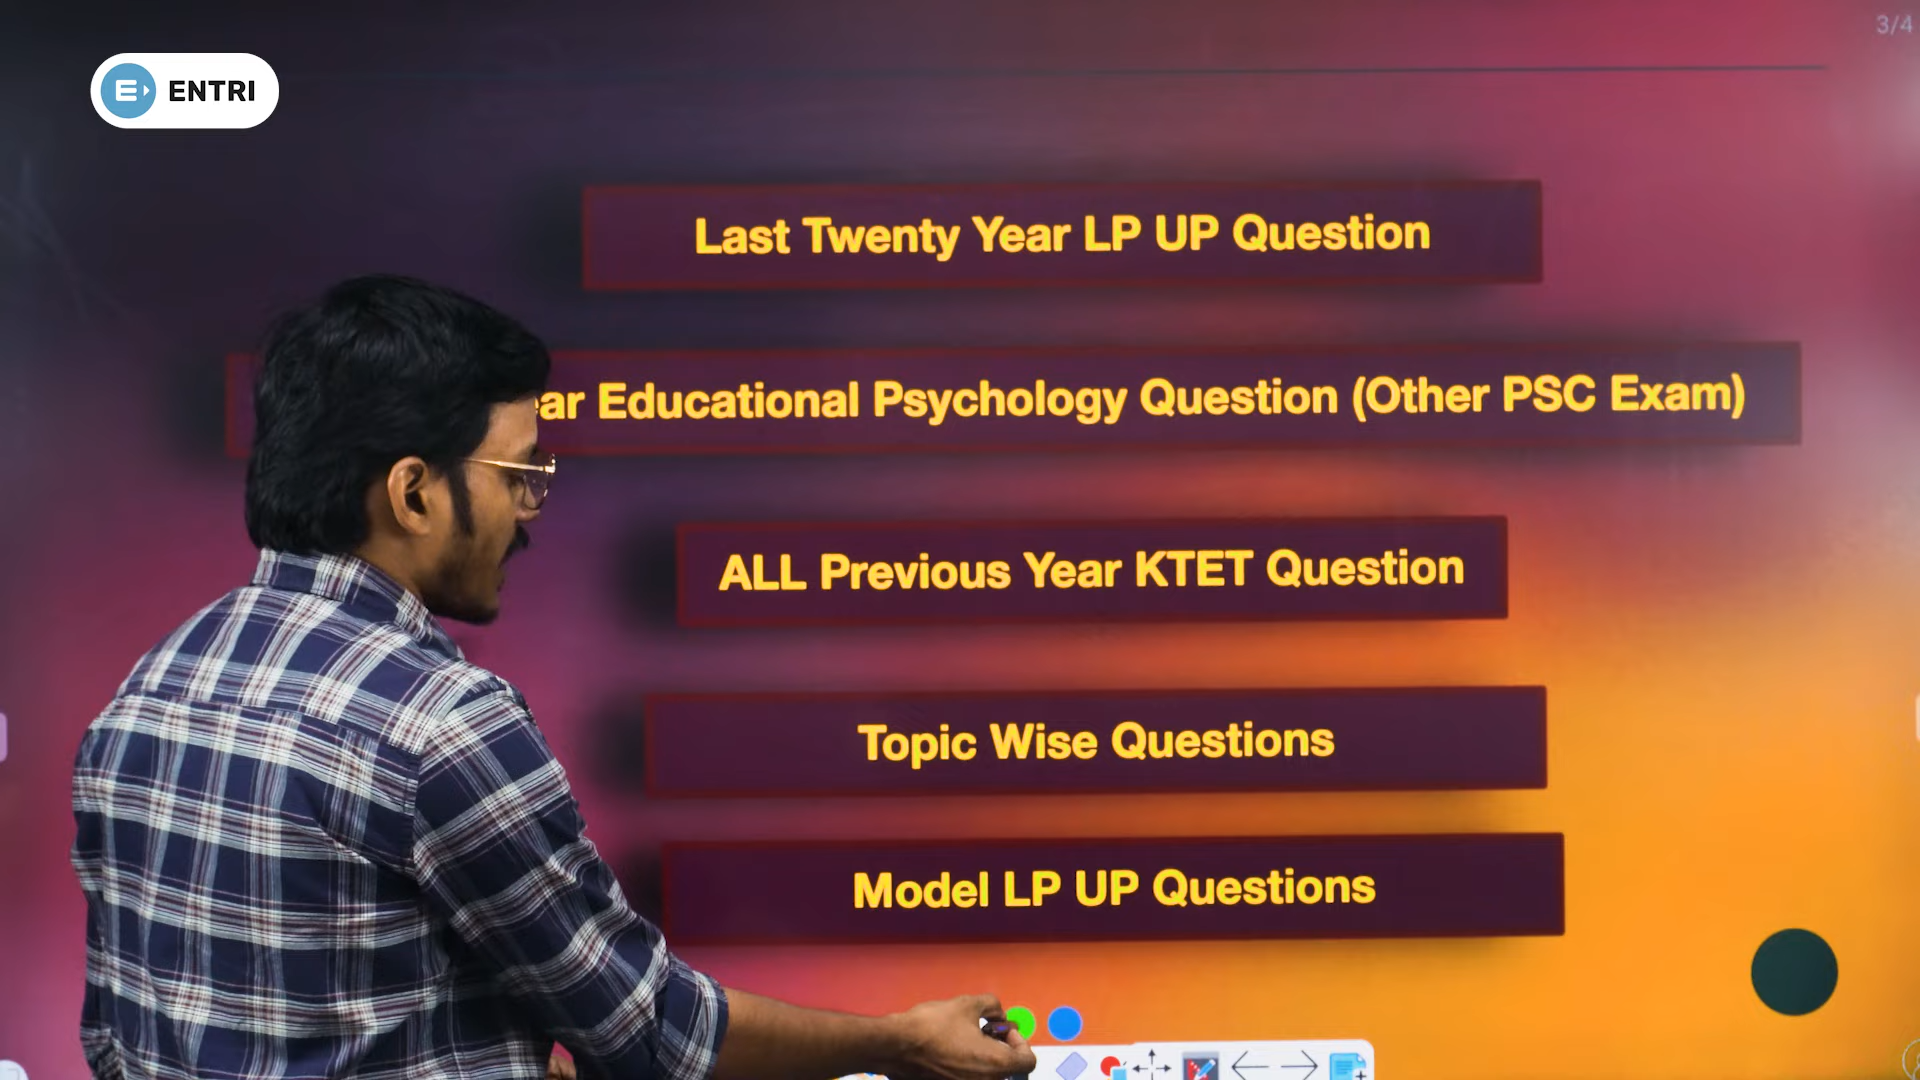 3/4
ENTRI
Last Twenty Year LP UP Question
Educational Psychology Question (Other PSC Exam)
ALL Previous Year KTET Question
Topic Wise Questions
Model LP UP Questions